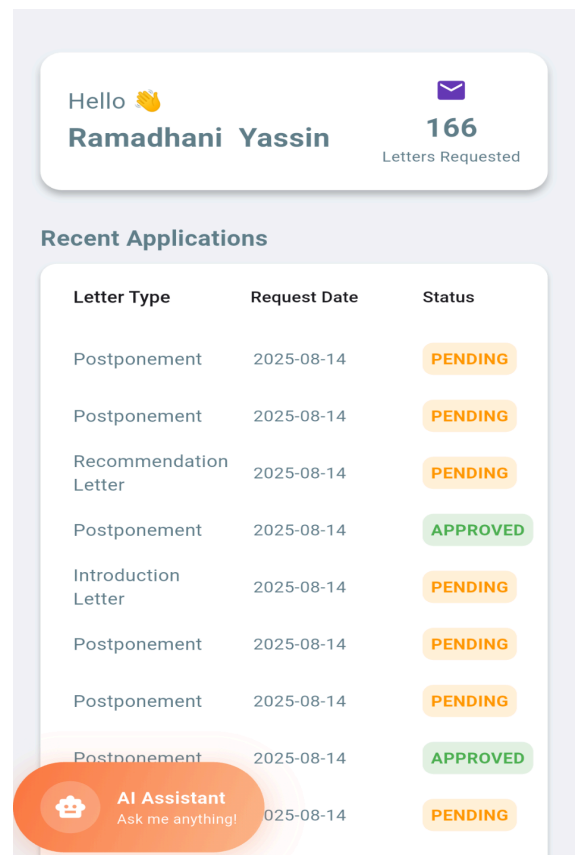 Hello 👋
Ramadhani Yassin
166
Letters Requested
Recent Applications
Letter Type Request Date Status
Postponement 2025-08-14 PENDING
Postponement 2025-08-14 PENDING
Recommendation
Letter 2025-08-14 PENDING
Postponement 2025-08-14 APPROVED
Introduction
Letter 2025-08-14 PENDING
Postponement 2025-08-14 PENDING
Postponement 2025-08-14 PENDING
Postponement 2025-08-14 APPROVED
AI Assistant
Ask me anything!
025-08-14 PENDING